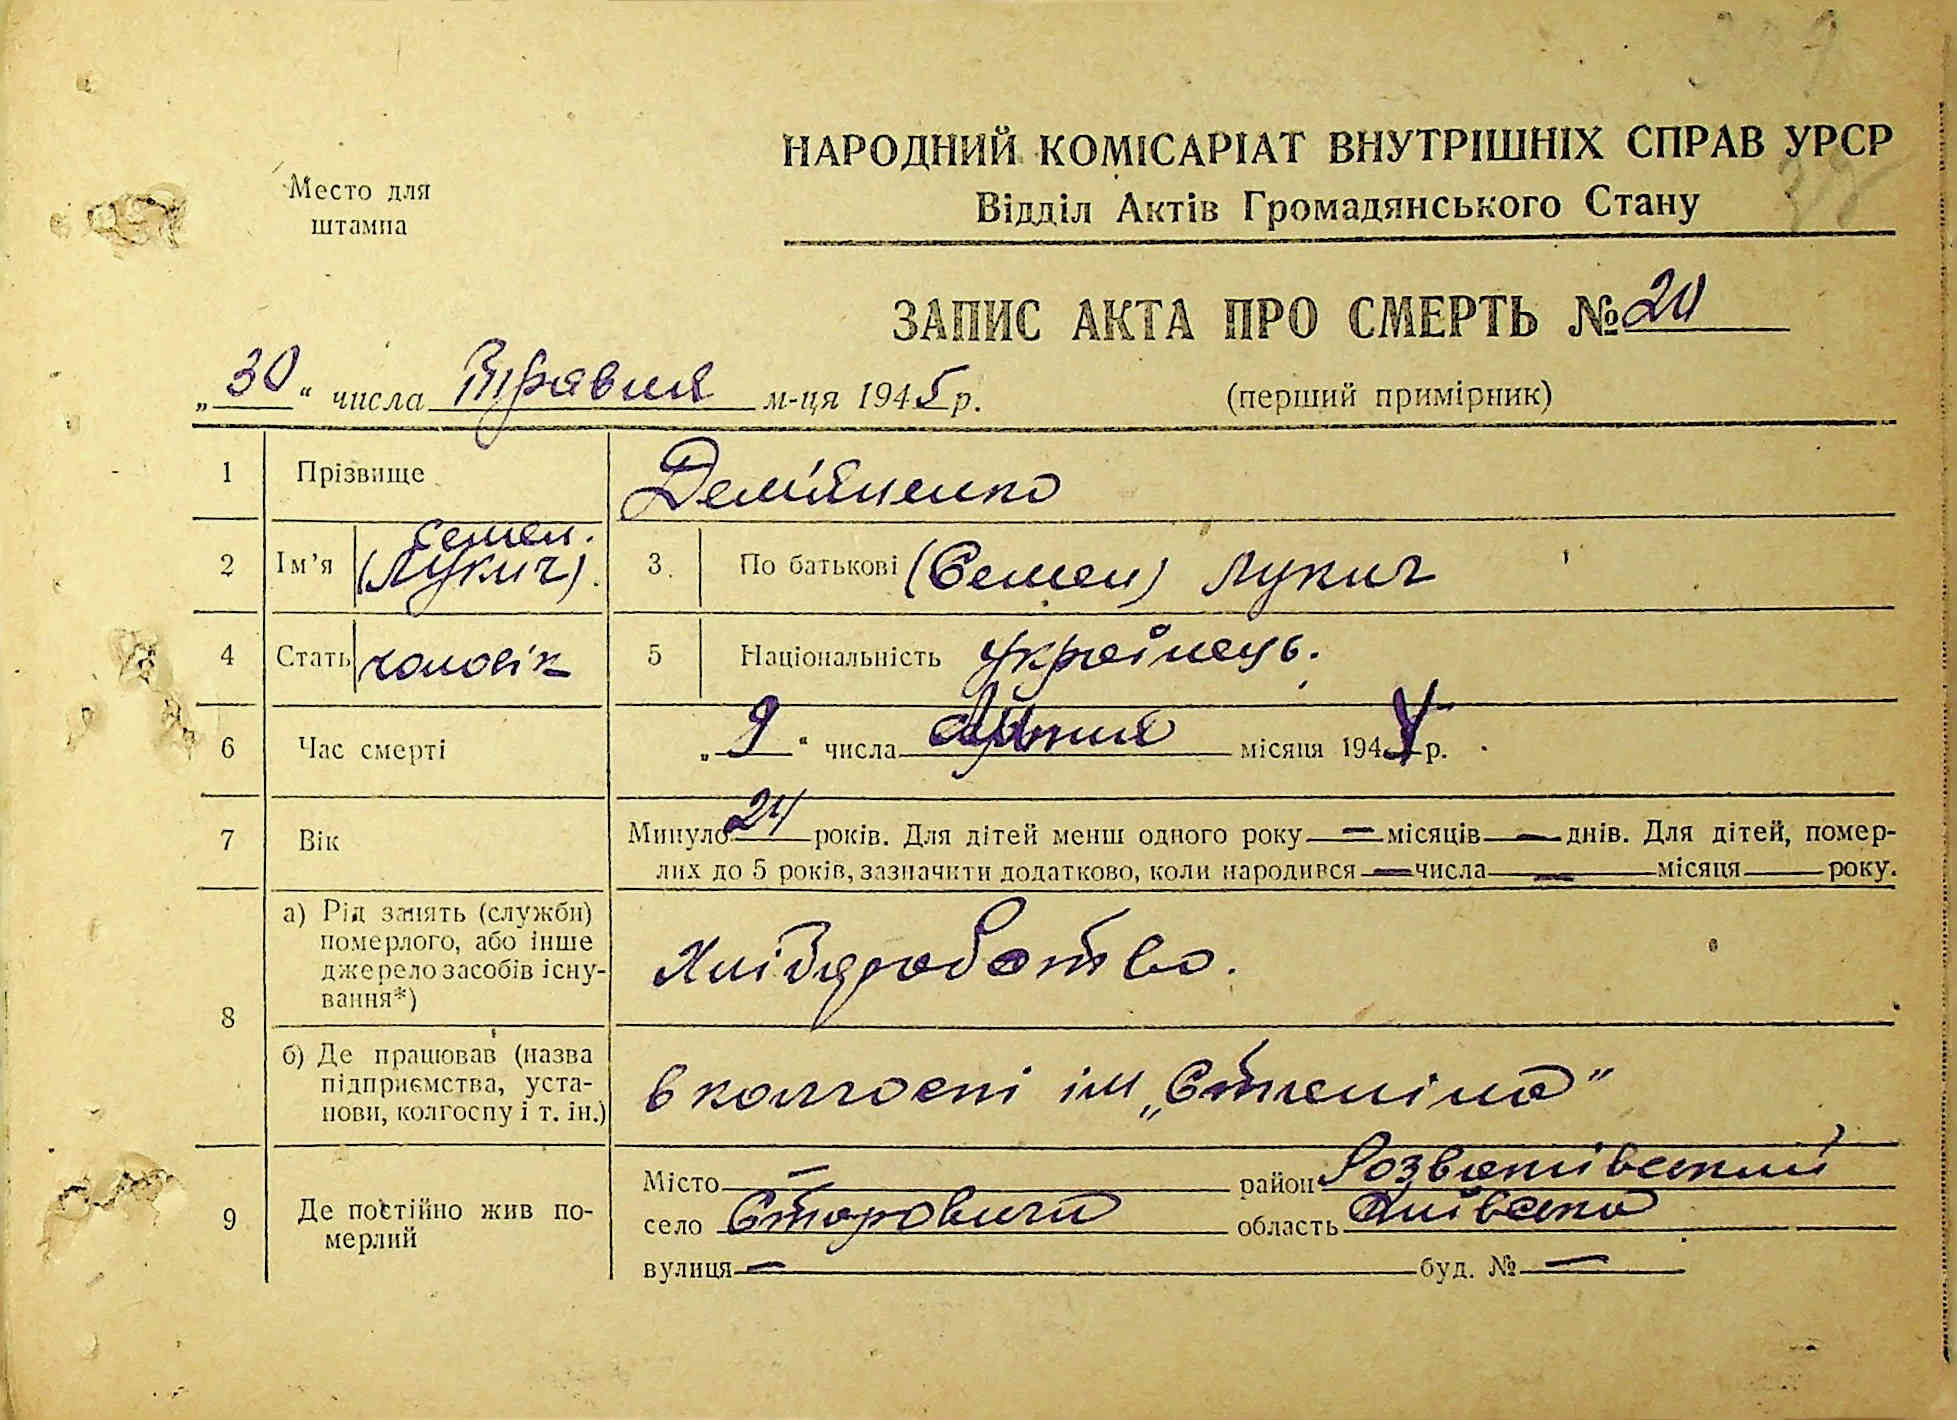 Место для
штампа
НАРОДНИЙ КОМІСАРІАТ ВНУТРІШНІХ СПРАВ УРСР
Відділ Актів Громадянського Стану
ЗАПИС АКТА ПРО СМЕРТЬ № 20
„30“ числа Травня м-ця 1945 р.
(перший примірник)
1 Прізвище Дем'яненко
2 Ім'я Семен. (Лукич).
3 По батькові (Семен) Лукич
4 Стать чоловік
5 Національність українець.
6 Час смерті „9“ числа місяця 194 р.
7 Вік Минуло 24 років. Для дітей менш одного року — місяців — днів. Для дітей, помер-
лих до 5 років, зазначити додатково, коли народився — числа — місяця року.
8 а) Рід занять (служби)
померлого, або інше
джерело засобів існу-
вання*)
Хлібороботво.
б) Де працював (назва
підприємства, уста-
нови, колгоспу і т. ін.)
в колгоспі ім „Сталіна“
9 Де постійно жив по-
мерлий
Місто — район Розважівський
село Сторовичі область Київська
вулиця — буд. № —